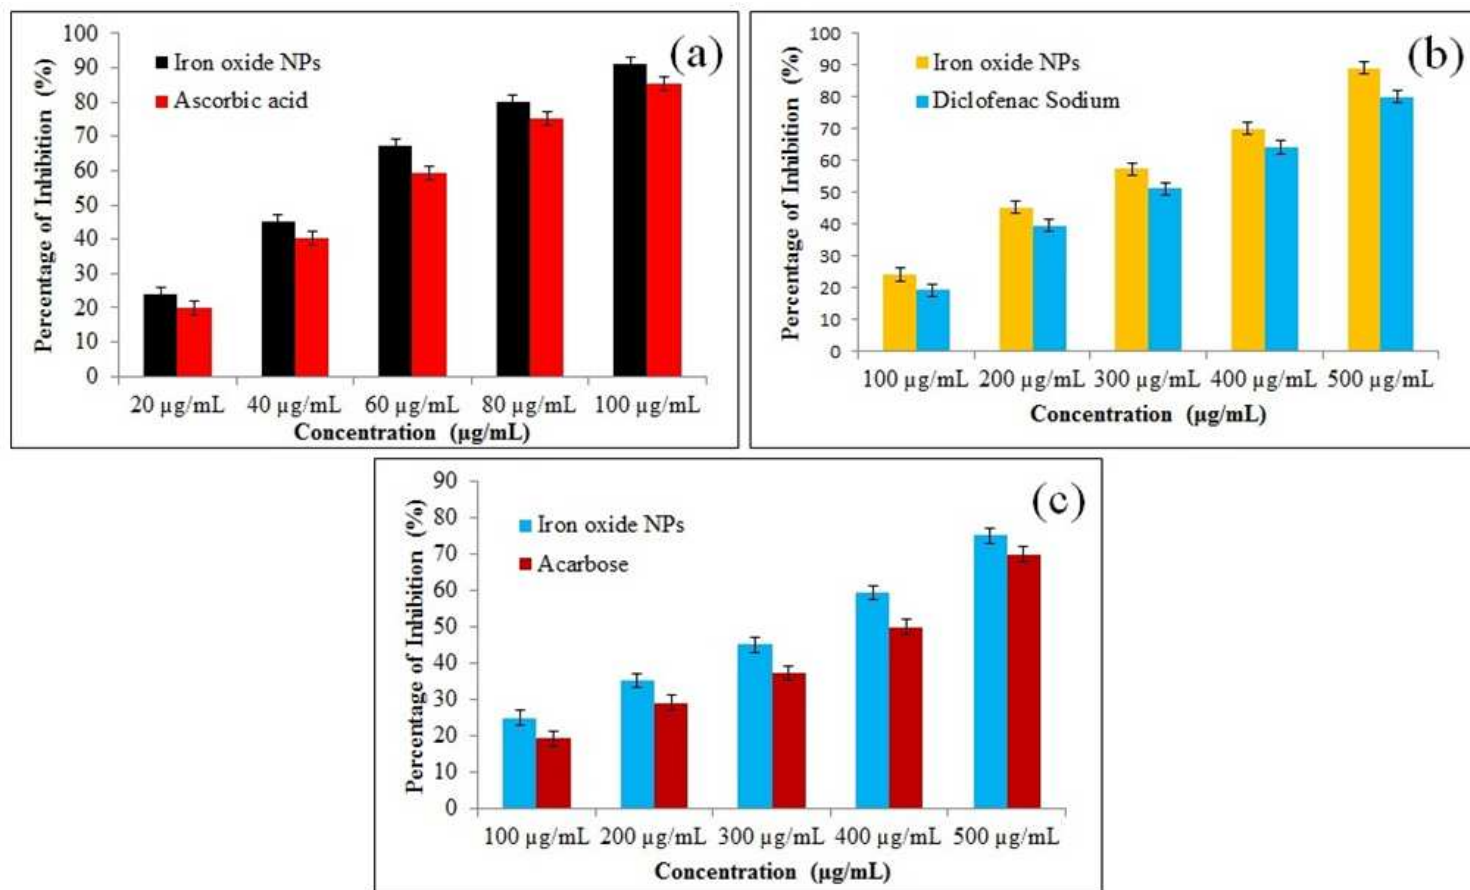 (a)
Percentage of Inhibition (%)
100
90
80
70
60
50
40
30
20
10
0
Iron oxide NPs
Ascorbic acid
20 µg/mL 40 µg/mL 60 µg/mL 80 µg/mL 100 µg/mL
Concentration (µg/mL)
(b)
Percentage of Inhibition (%)
100
90
80
70
60
50
40
30
20
10
0
Iron oxide NPs
Diclofenac Sodium
100 µg/mL 200 µg/mL 300 µg/mL 400 µg/mL 500 µg/mL
Concentration (µg/mL)
(c)
Percentage of Inhibition (%)
90
80
70
60
50
40
30
20
10
0
Iron oxide NPs
Acarbose
100 µg/mL 200 µg/mL 300 µg/mL 400 µg/mL 500 µg/mL
Concentration (µg/mL)